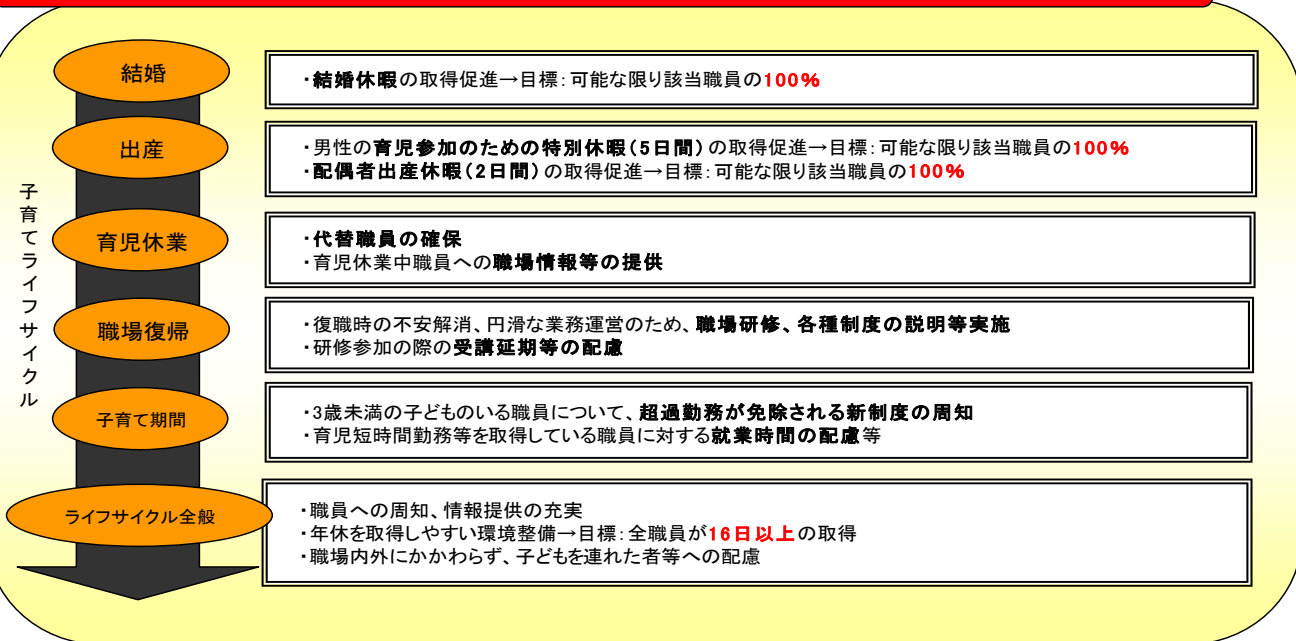 子育てライフサイクル
結婚
・結婚休暇の取得促進→目標：可能な限り該当職員の100%
出産
・男性の育児参加のための特別休暇（5日間）の取得促進→目標：可能な限り該当職員の100%
・配偶者出産休暇（2日間）の取得促進→目標：可能な限り該当職員の100%
育児休業
・代替職員の確保
・育児休業中職員への職場情報等の提供
職場復帰
・復職時の不安解消、円滑な業務運営のため、職場研修、各種制度の説明等実施
・研修参加の際の受講延期等の配慮
子育て期間
・3歳未満の子どものいる職員について、超過勤務が免除される新制度の周知
・育児短時間勤務等を取得している職員に対する就業時間の配慮等
ライフサイクル全般
・職員への周知、情報提供の充実
・年休を取得しやすい環境整備→目標：全職員が16日以上の取得
・職場内外にかかわらず、子どもを連れた者等への配慮